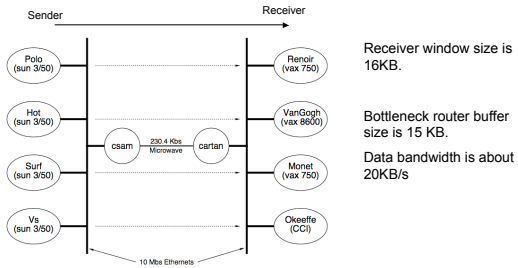 Sender
Receiver
Polo
(sun 3/50)
Renoir
(vax 750)
Receiver window size is
16KB.
Hot
(sun 3/50)
VanGogh
(vax 8600)
Bottleneck router buffer
size is 15 KB.
csam
230.4 Kbs
Microwave
cartan
Data bandwidth is about
20KB/s
Surf
(sun 3/50)
Monet
(vax 750)
Vs
(sun 3/50)
Okeeffe
(CCI)
10 Mbs Ethernets